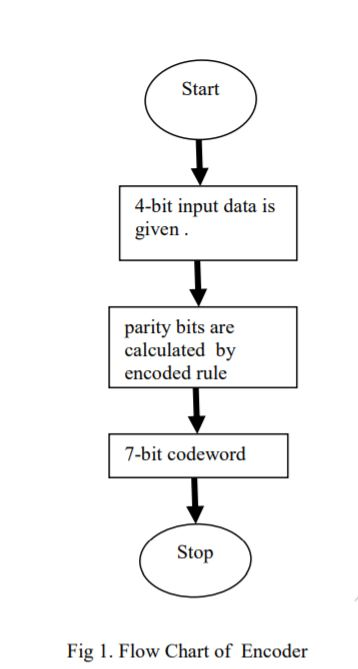 Start
4-bit input data is
given .
parity bits are
calculated by
encoded rule
7-bit codeword
Stop
Fig 1. Flow Chart of Encoder